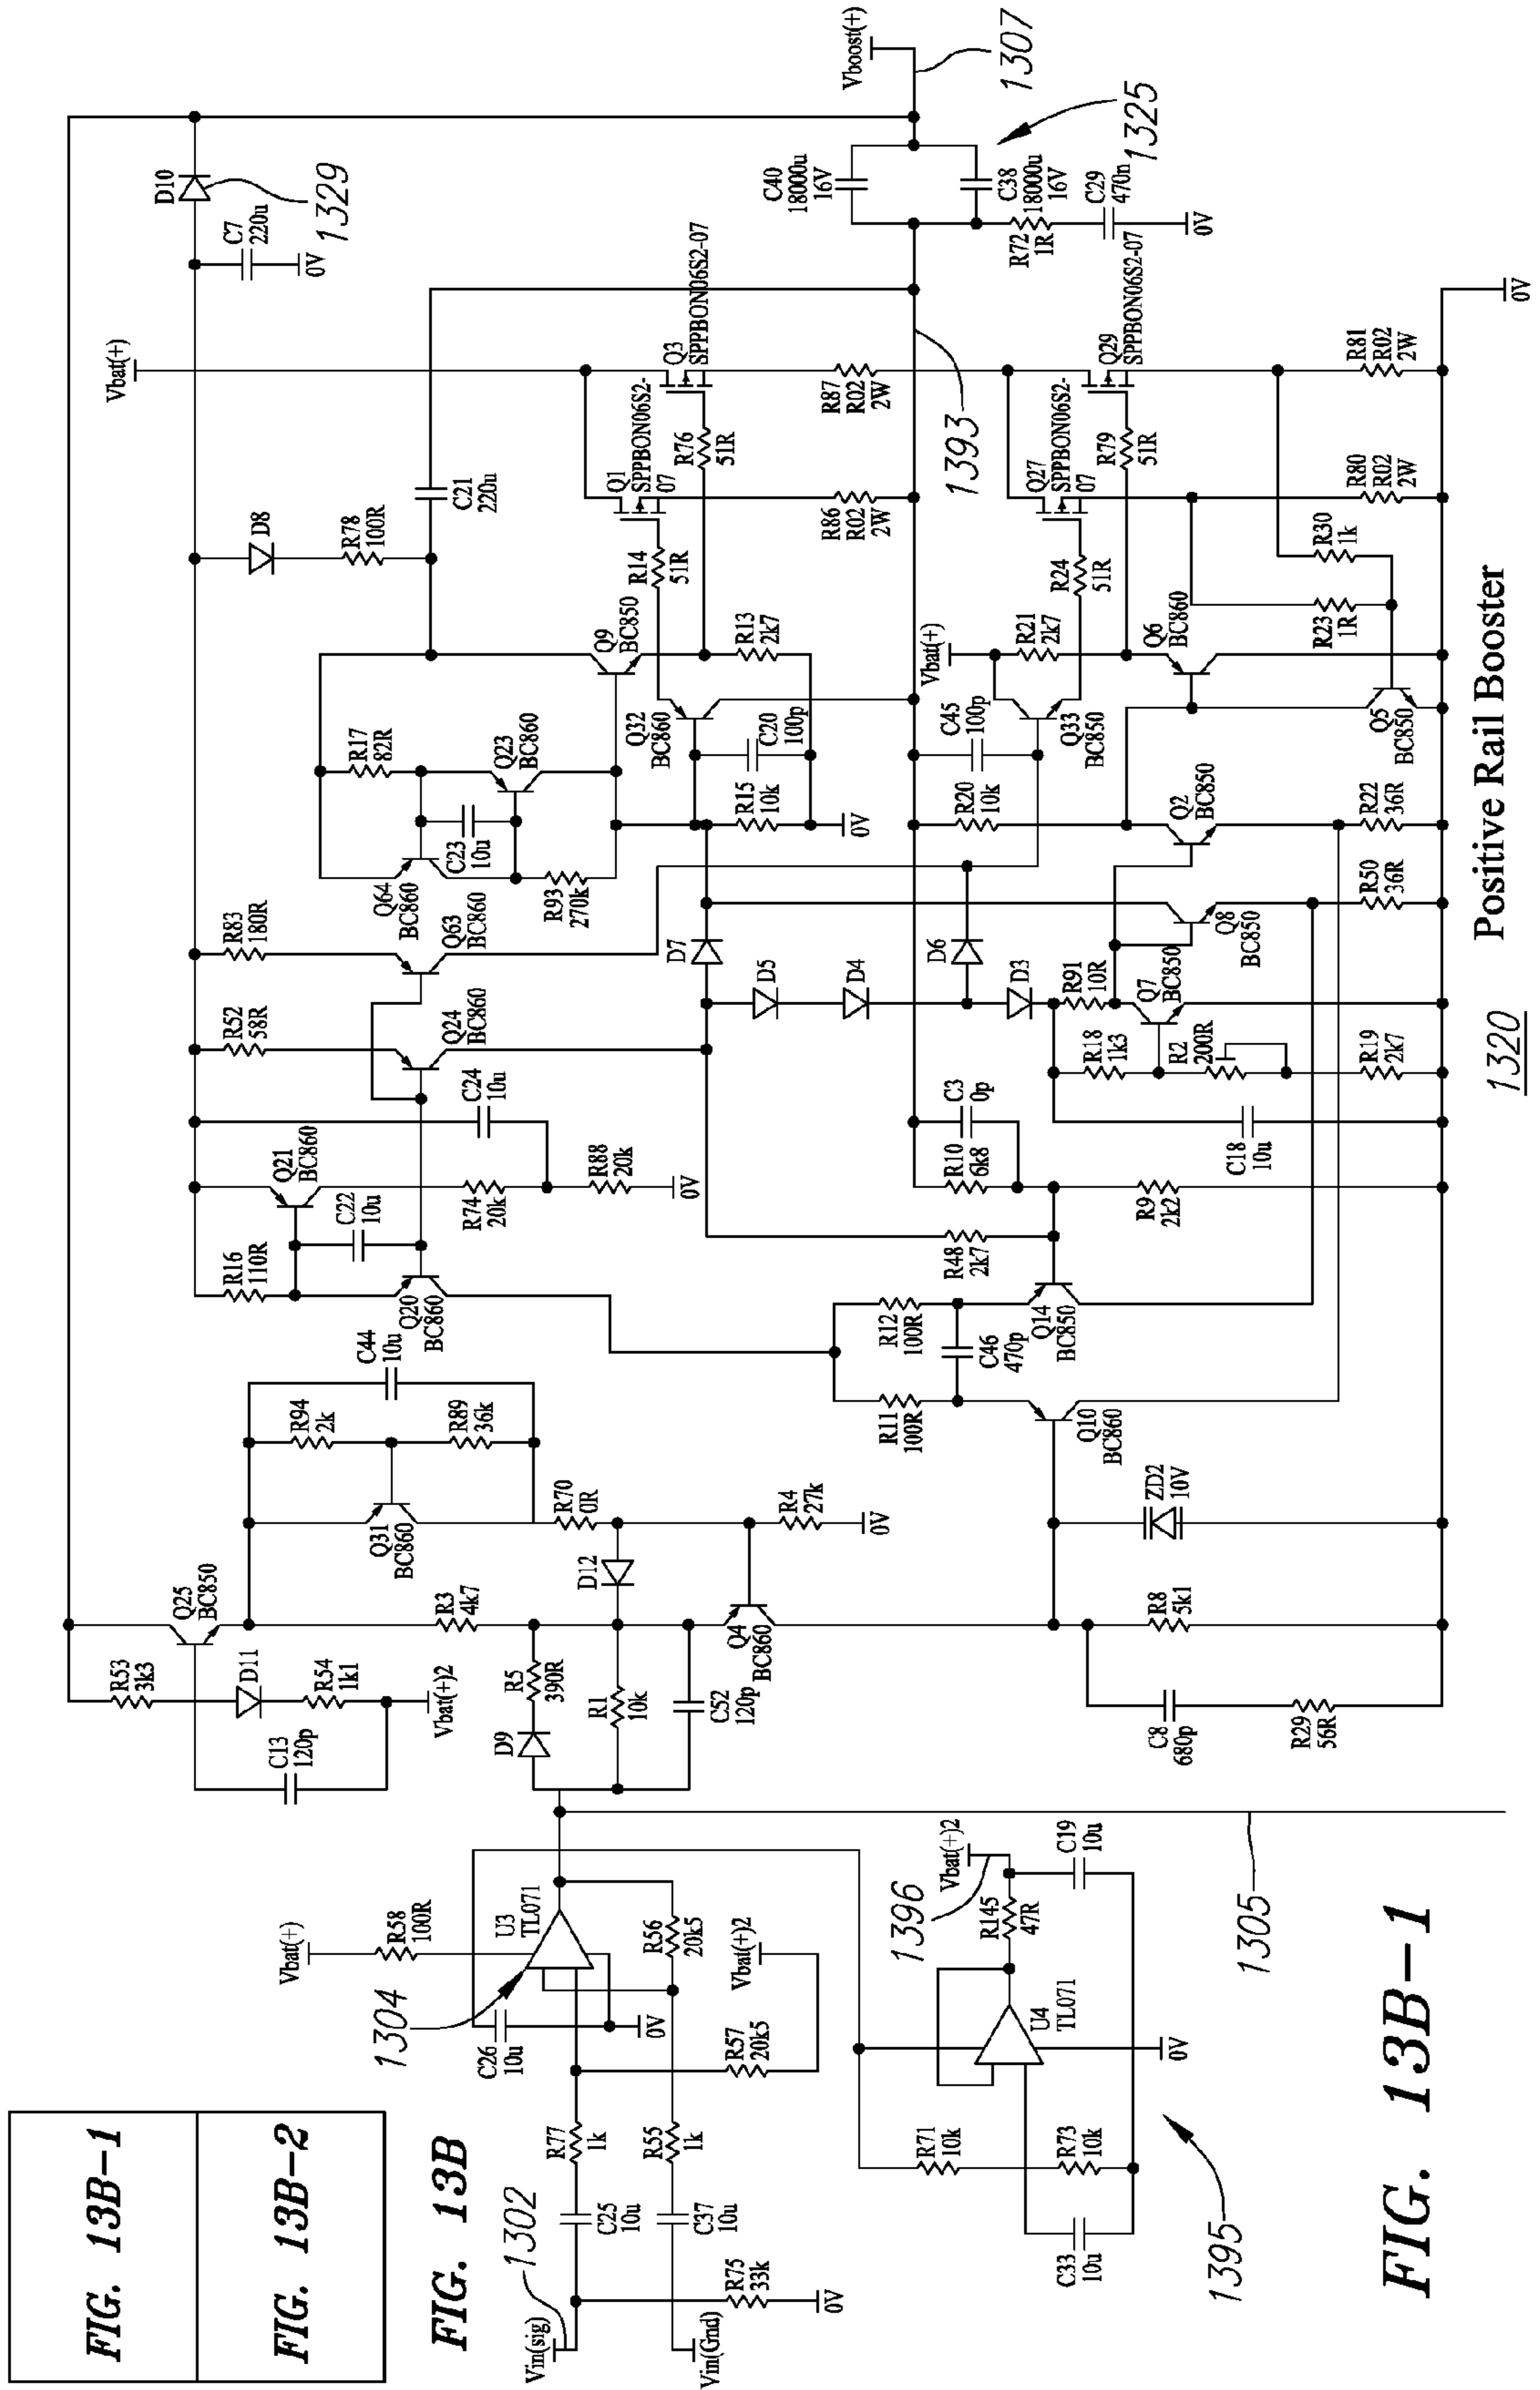 FIG. 13B-1
FIG. 13B-2
FIG. 13B
Vin(sig)
1302
C25
10u
R77
1k
R75
33k
0V
Vin(Gnd)
C37
10u
R55
1k
C26
10u
1304
Vbat(+)
R58
100R
U3
TL071
0V
R56
20k5
R57
20k5
Vbat(+)2
R71
10k
R73
10k
C33
10u
1395
U4
TL071
0V
R145
47R
1396
Vbat(+)2
C19
10u
1305
FIG. 13B-1
C13
120p
R53
3k3
D11
R54
1k1
Vbat(+)2
Q25
BC850
D9
R5
390R
R1
10k
C52
120p
R3
4k7
D12
Q4
BC860
R4
27k
0V
R70
0R
Q31
BC860
R94
2k
R89
36k
C44
10u
C8
680p
R29
56R
R8
5k1
ZD2
10V
Q10
BC860
R11
100R
R12
100R
C46
470p
Q14
BC850
R16
110R
Q20
BC860
C22
10u
Q21
BC860
R74
20k
R88
20k
0V
C24
10u
R48
2k7
R10
6k8
C3
0p
R9
2k2
C18
10u
R52
58R
Q24
BC860
R83
180R
Q63
BC860
D7
D5
D4
D6
D3
R91
10R
R18
1k3
R2
200R
R19
2k7
Q7
BC850
Q8
BC850
R50
36R
Q2
BC850
R22
36R
Q64
BC860
C23
10u
R93
270k
R17
82R
Q23
BC860
Q9
BC850
R15
10k
C20
100p
0V
Q32
BC860
R13
2k7
R20
10k
C45
100p
Q33
BC850
Vbat(+)
R21
2k7
Q6
BC860
Q5
BC850
R23
1R
R30
1k
D8
R78
100R
C21
220u
R14
51R
Q1
SPPBON06S2-
07
R76
51R
Q3
SPPBON06S2-07
R86
R02
2W
R87
R02
2W
R24
51R
Q27
SPPBON06S2-
07
R79
51R
Q29
SPPBON06S2-07
R80
R02
2W
R81
R02
2W
1393
Vbat(+)
C7
220u
0V
D10
1329
C40
18000u
16V
C38
18000u
16V
R72
1R
C29
470n
0V
1325
Vboost(+)
1307
0V
Positive Rail Booster
1320